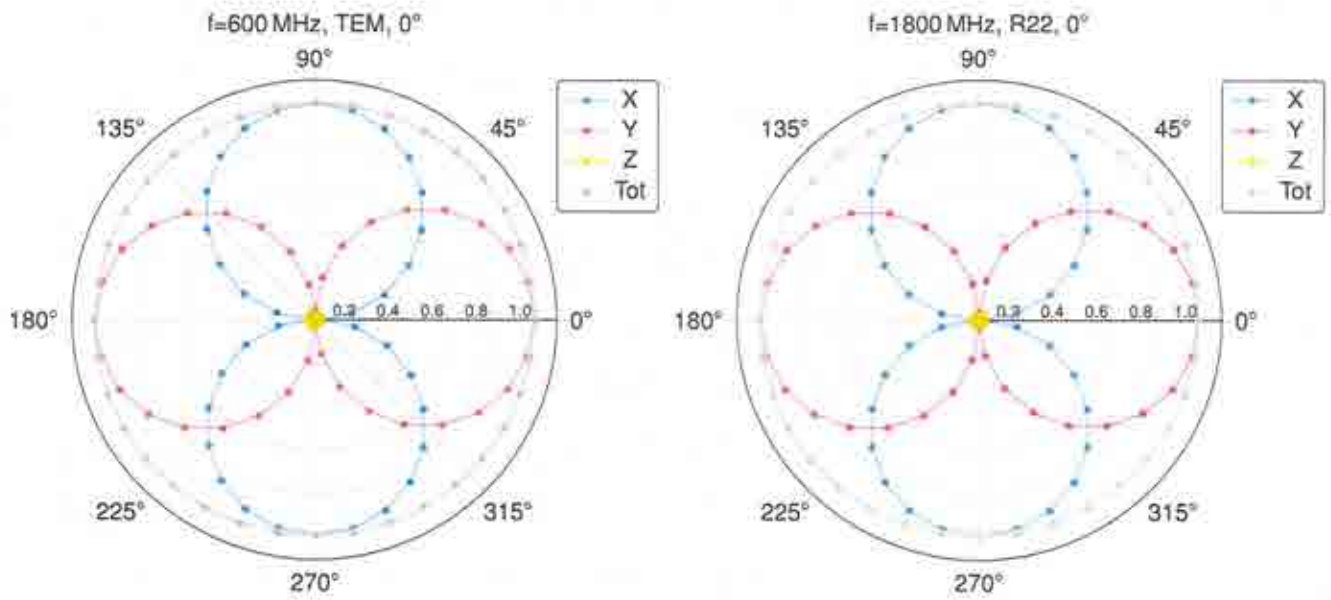 f=600 MHz, TEM, 0°
90°
135°
45°
180°
0.3 0.4 0.6 0.8 1.0
0°
225°
315°
270°
X
Y
Z
Tot
f=1800 MHz, R22, 0°
90°
135°
45°
180°
0.3 0.4 0.6 0.8 1.0
0°
225°
315°
270°
X
Y
Z
Tot